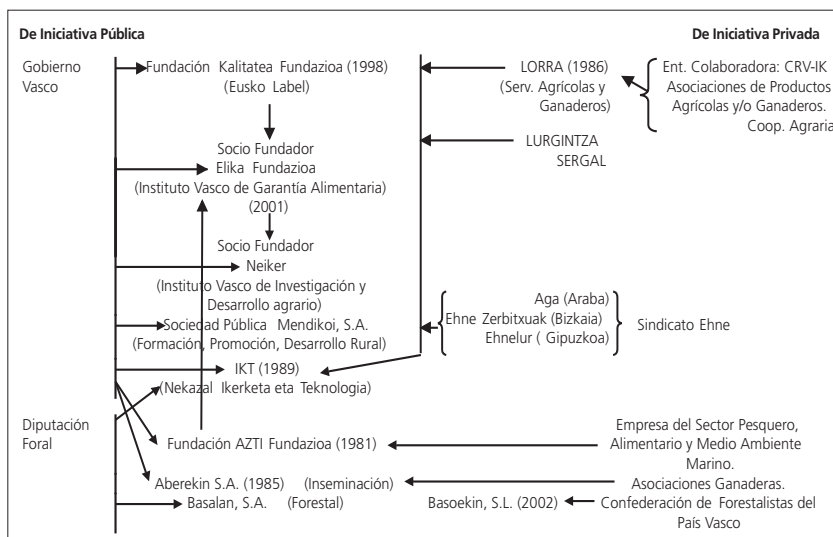 De Iniciativa Pública
De Iniciativa Privada
Gobierno
Vasco
Fundación Kalitatea Fundazioa (1998)
(Eusko Label)
LORRA (1986)
(Serv. Agrícolas y
Ganaderos)
Ent. Colaboradora: CRV-IK
Asociaciones de Productos
Agrícolas y/o Ganaderos.
Coop. Agraria
Socio Fundador
Elika Fundazioa
(Instituto Vasco de Garantía Alimentaria)
(2001)
LURGINTZA
SERGAL
Socio Fundador
Neiker
(Instituto Vasco de Investigación y
Desarrollo agrario)
Sociedad Pública Mendikoi, S.A.
(Formación, Promoción, Desarrollo Rural)
Aga (Araba)
Ehne Zerbitxuak (Bizkaia)
Ehnelur ( Gipuzkoa)
Sindicato Ehne
IKT (1989)
(Nekazal Ikerketa eta Teknologia)
Diputación
Foral
Fundación AZTI Fundazioa (1981)
Empresa del Sector Pesquero,
Alimentario y Medio Ambiente
Marino.
Aberekin S.A. (1985) (Inseminación)
Asociaciones Ganaderas.
Basalan, S.A. (Forestal)
Basoekin, S.L. (2002)
Confederación de Forestalistas del
País Vasco